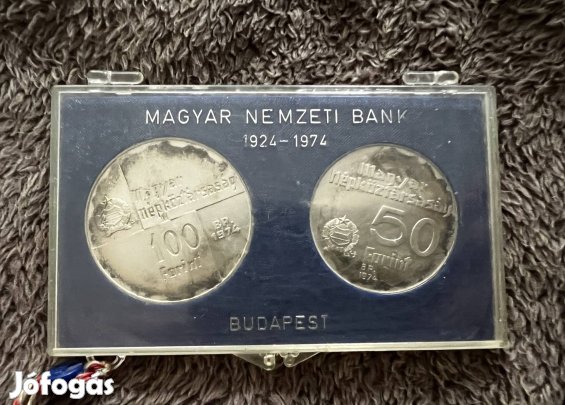 MAGYAR NEMZETI BANK
1924-1974
Magyar
Népköztársaság
100
BP.
1974
Forint
Magyar
Népköztársaság
50
Forint
BP.
1974
BUDAPEST
Jófogás